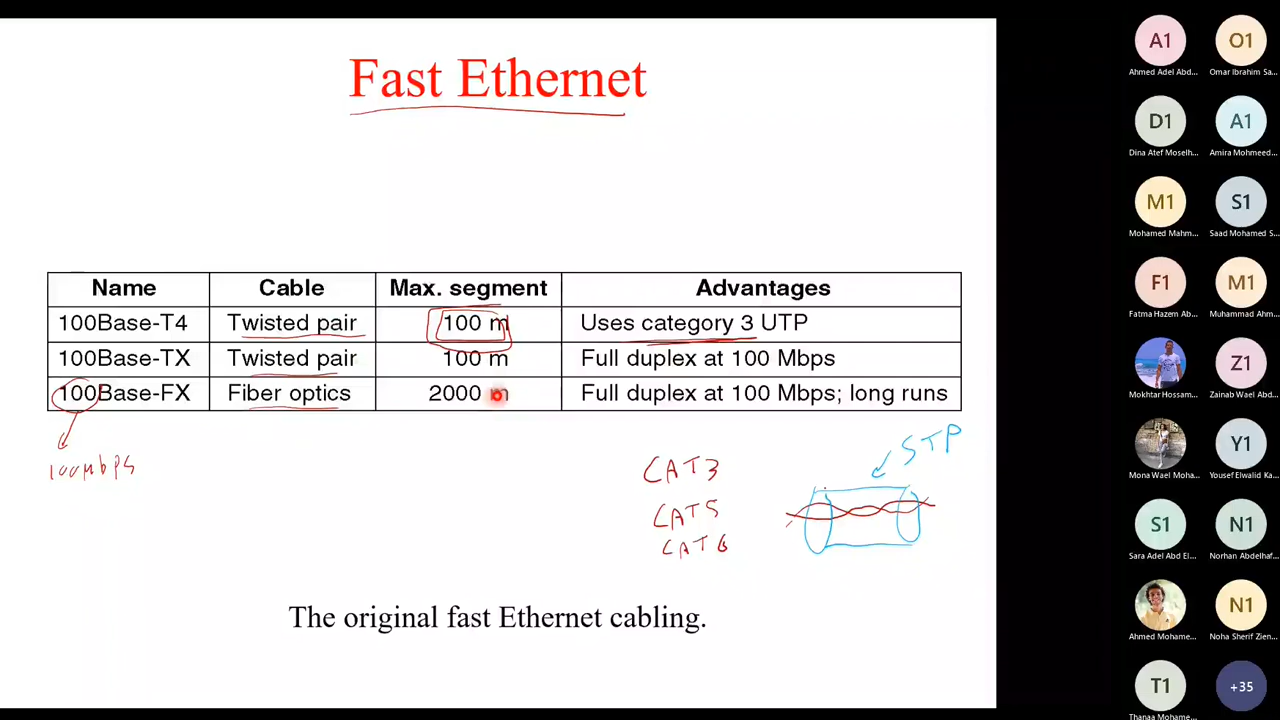 Fast Ethernet
Name Cable Max. segment Advantages
100Base-T4 Twisted pair 100 m Uses category 3 UTP
100Base-TX Twisted pair 100 m Full duplex at 100 Mbps
100Base-FX Fiber optics 2000 m Full duplex at 100 Mbps; long runs
100Mbps
CAT3
CAT5
CAT6
STP
The original fast Ethernet cabling.
A1 O1
Ahmed Adel Abd... Omar Ibrahim Sa...
D1 A1
Dina Atef Moselh... Amira Mohmeed...
M1 S1
Mohamed Mahm... Saad Mohamed S...
F1 M1
Fatma Hazem Ab... Muhammad Ahm...
Z1
Mokhtar Hossam... Zainab Wael Abd...
Y1
Mona Wael Moha... Yousef Elwalid Ka...
S1 N1
Sara Adel Abd El... Norhan Abdelhaf...
N1
Ahmed Mohame... Noha Sherif Zien...
T1 +35
Thanaa Mohame...